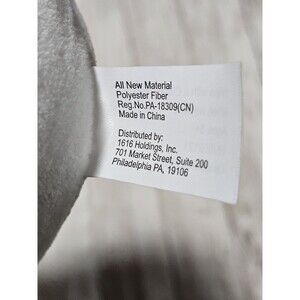 All New Material
Polyester Fiber
Reg.No.PA-18309(CN)
Made in China
Distributed by:
1616 Holdings, Inc.
701 Market Street, Suite 200
Philadelphia PA, 19106